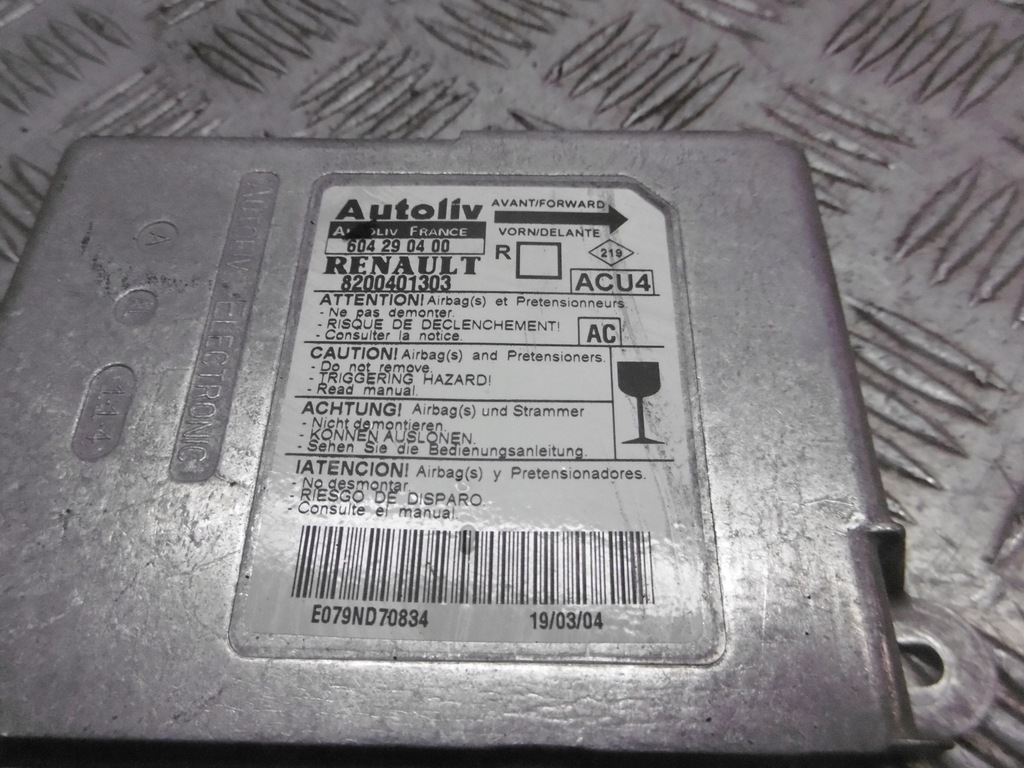 Autoliv
AVANT/FORWARD
VORN/DELANTE
AUTOLIV FRANCE
604 29 04 00
RENAULT
8200401303
R
219
ACU4
ATTENTION! Airbag(s) et Pretensionneurs.
- Ne pas demonter.
- RISQUE DE DECLENCHEMENT!
- Consulter la notice.
AC
CAUTION! Airbag(s) and Pretensioners.
- Do not remove.
- TRIGGERING HAZARD!
- Read manual.
ACHTUNG! Airbag(s) und Strammer
- Nicht demontieren.
- KONNEN AUSLONEN.
- Sehen Sie die Bedienungsanleitung.
IATENCION! Airbag(s) y Pretensionadores.
- No desmontar.
- RIESGO DE DISPARO
- Consulte el manual.
E079ND70834
19/03/04
AUTOLIV ELECTRONIC
A